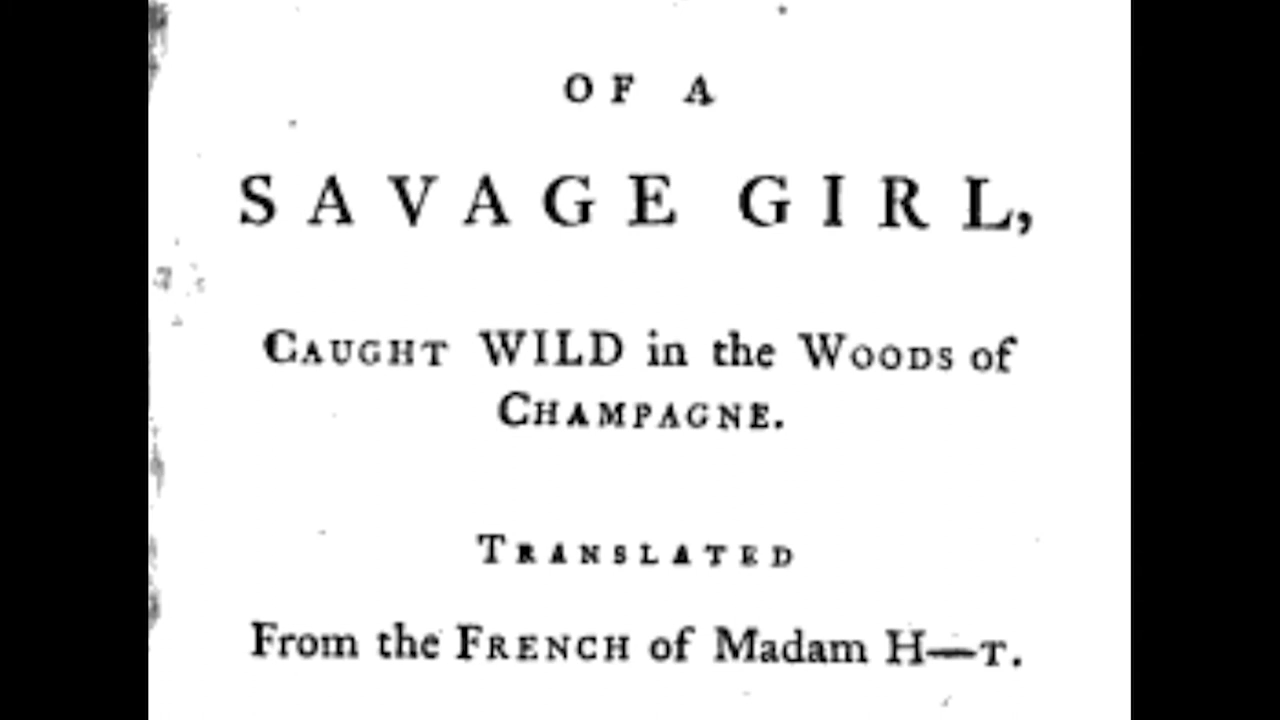 OF A
SAVAGE GIRL,
CAUGHT WILD in the WOODS of
CHAMPAGNE.
TRANSLATED
From the FRENCH of Madam H—T.